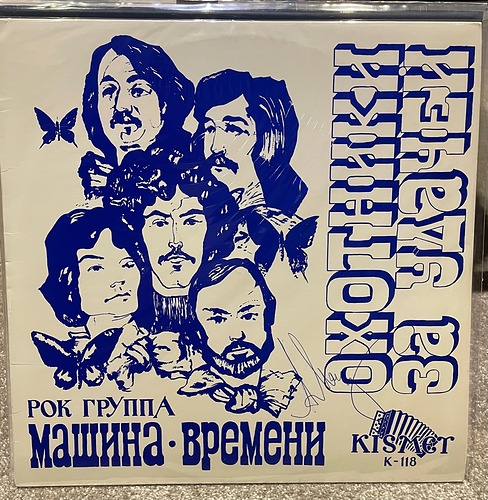 ОХОТНИКИ
ЗА УДАЧЕЙ
РОК ГРУППА
МАШИНА · ВРЕМЕНИ
KISMET
K-118